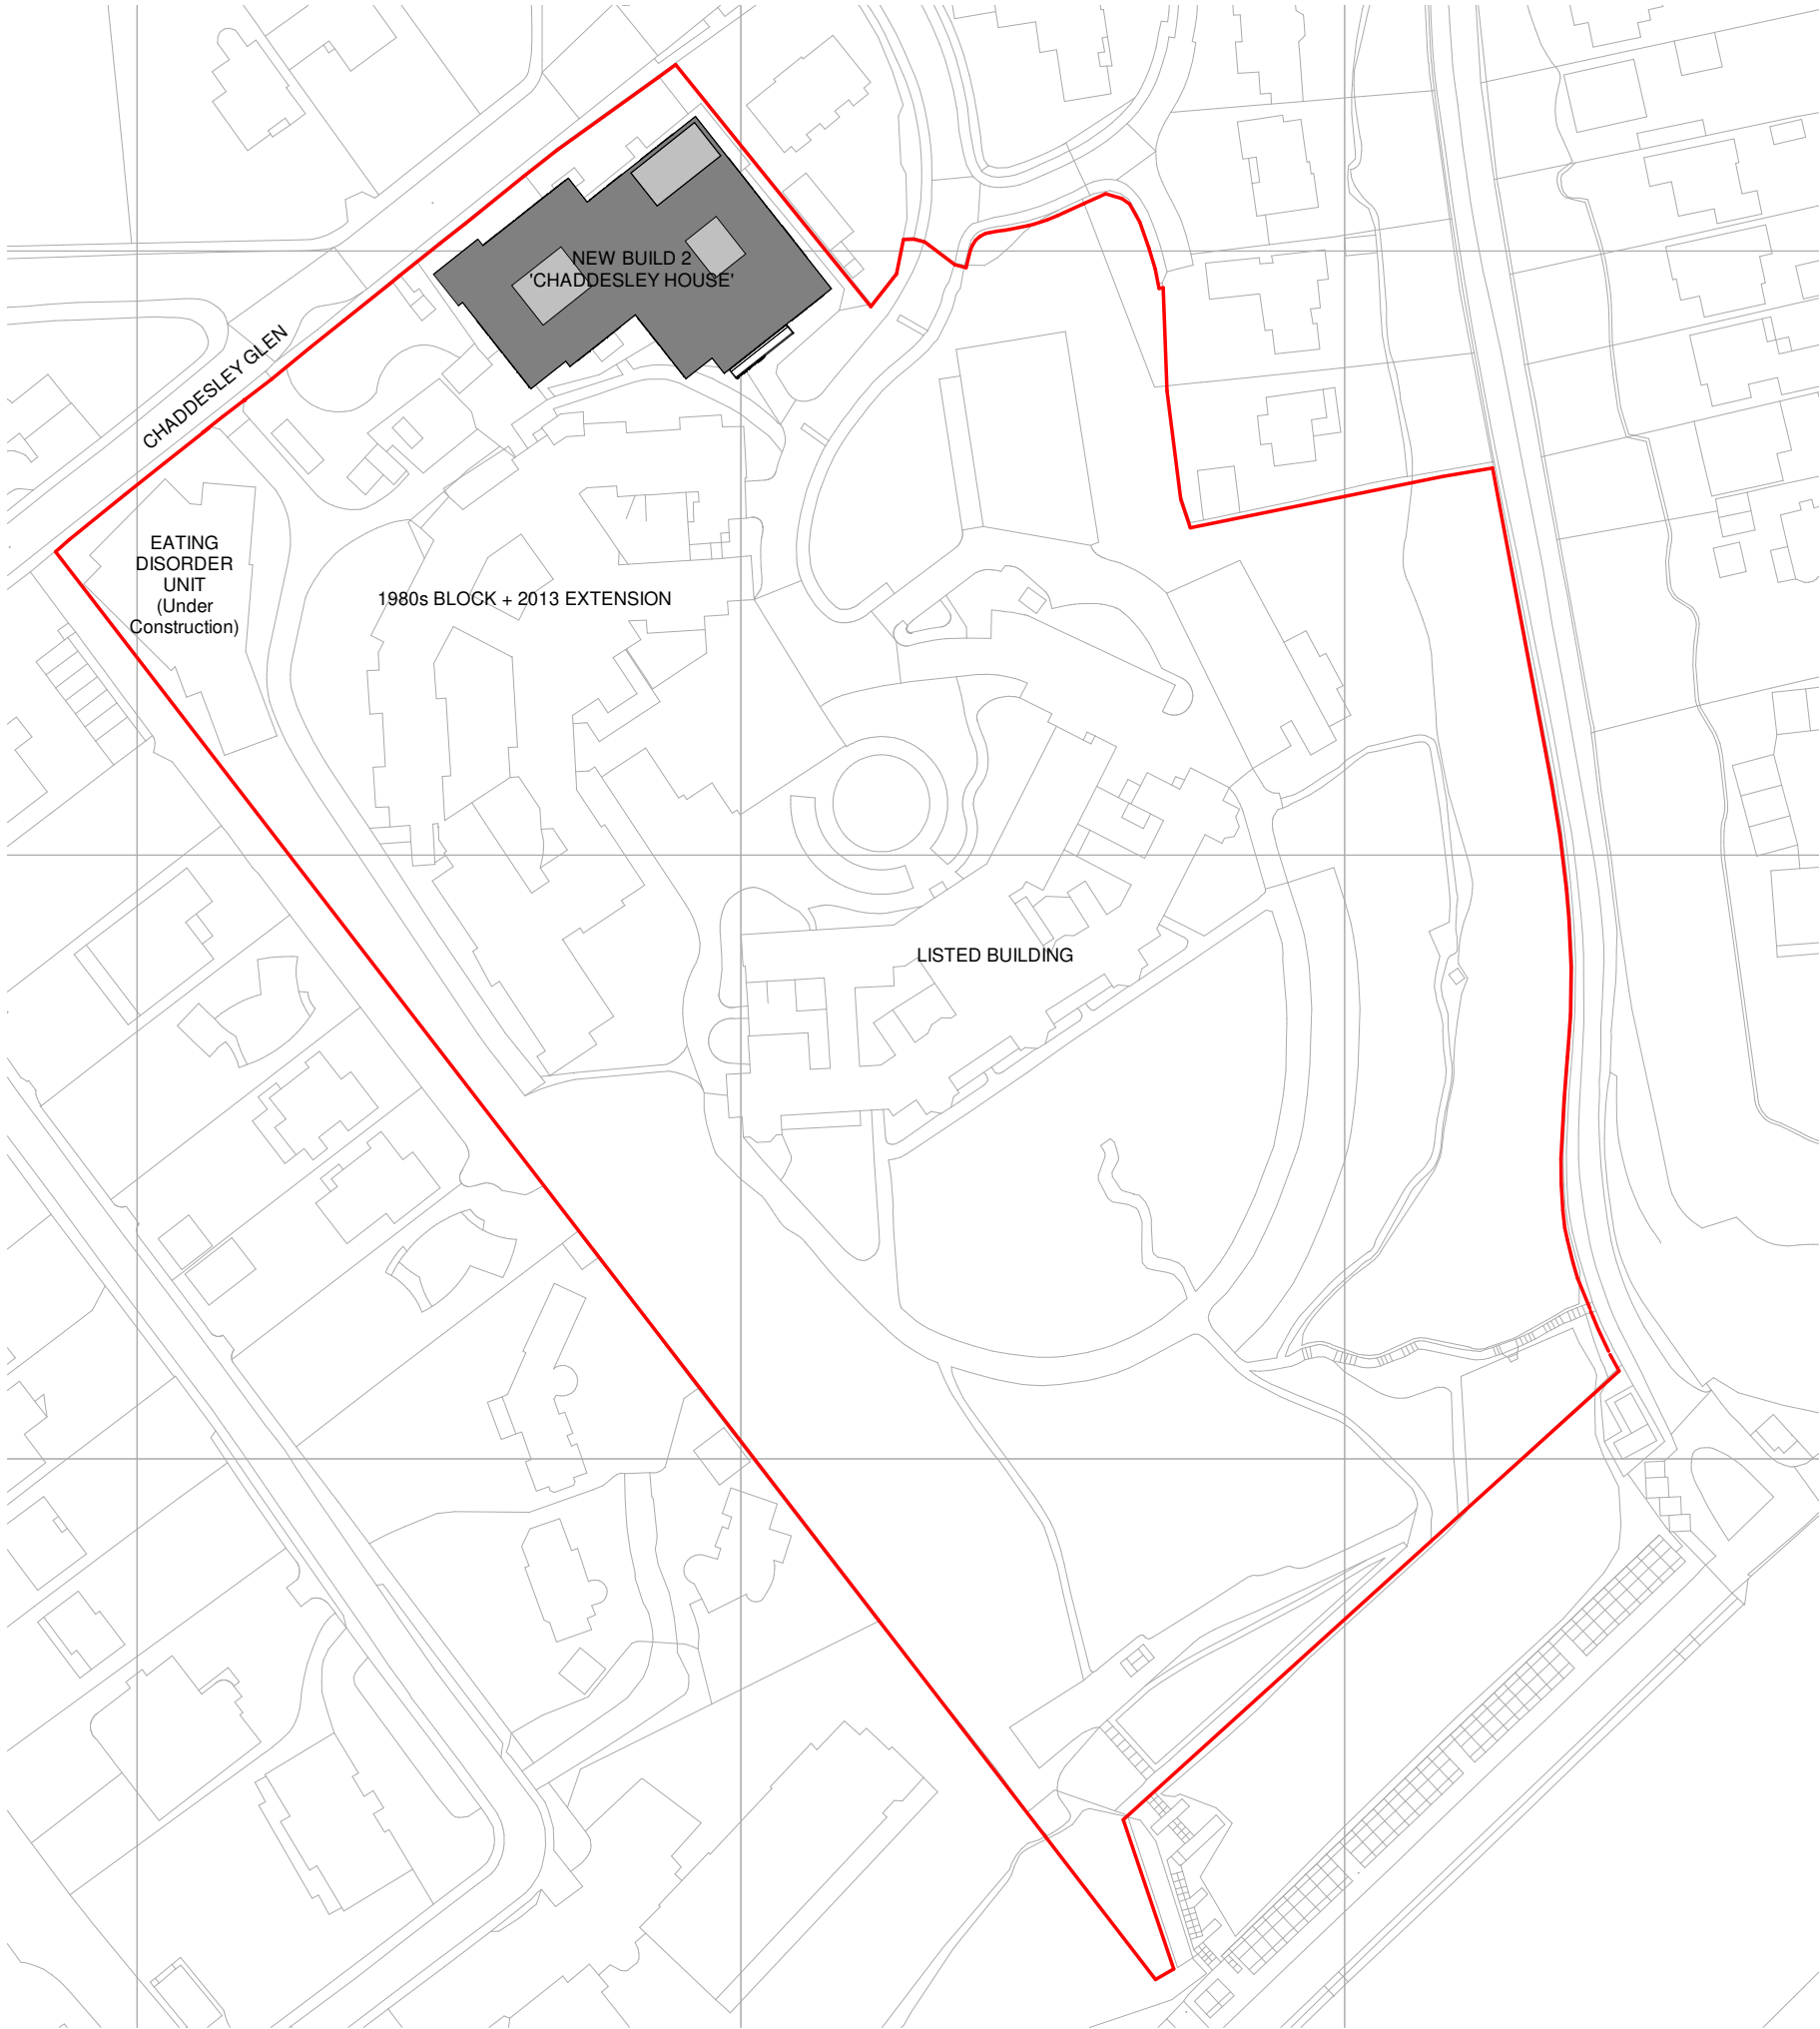 NEW BUILD 2
'CHADDESLEY HOUSE'
CHADDESLEY GLEN
EATING
DISORDER
UNIT
(Under
Construction)
1980s BLOCK + 2013 EXTENSION
LISTED BUILDING